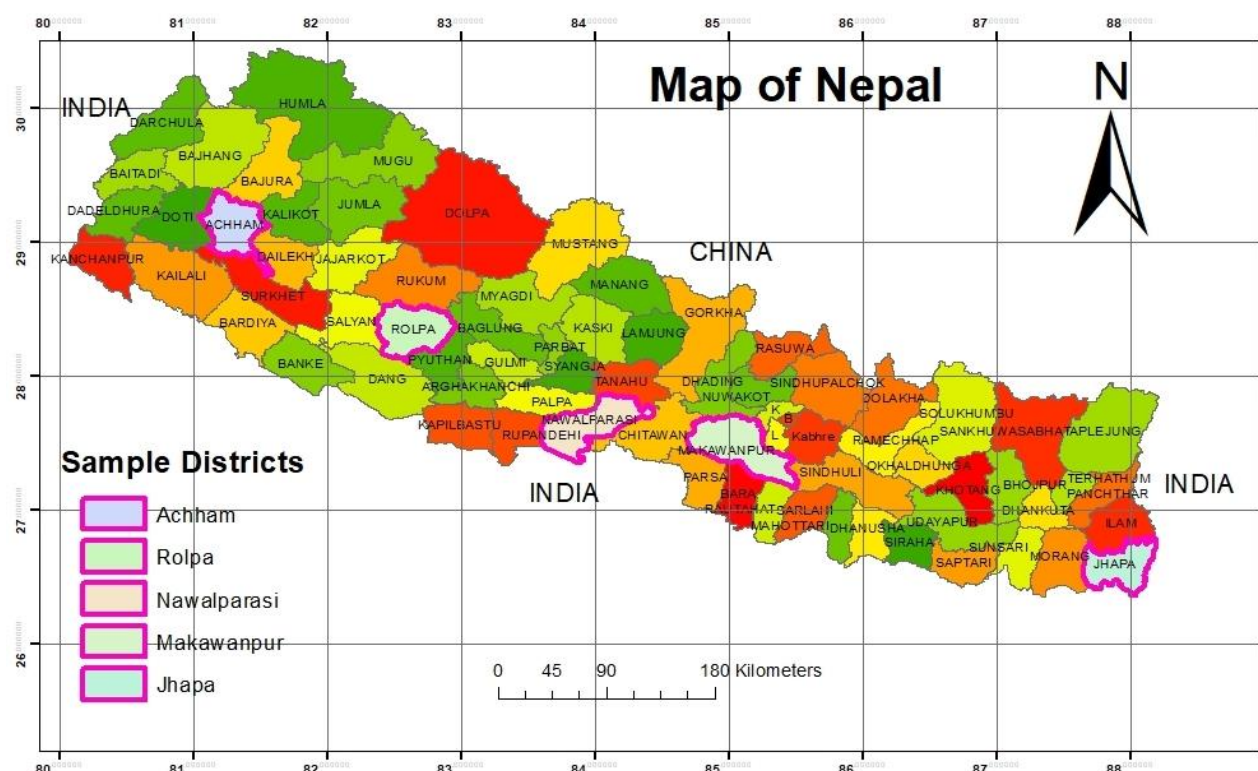 80 81 82 83 84 85 86 87 88
Map of Nepal
N
INDIA
CHINA
INDIA
INDIA
30
29
28
27
26
HUMLA
DARCHULA
BAJHANG
MUGU
BAITADI
BAJURA
DADELDHURA
DOTI
ACHHAM
KALIKOT
JUMLA
DOLPA
KANCHANPUR
KAILALI
DAILEKH
JAJARKOT
MUSTANG
SURKHET
RUKUM
MYAGDI
MANANG
GORKHA
BARDIYA
SALYAN
ROLPA
BAGLUNG
KASKI
LAMJUNG
PARBAT
RASUWA
BANKE
PYUTHAN
GULMI
SYANGJA
DANG
ARGHAKHANCHI
TANAHU
DHADING
NUWAKOT
SINDHUPALCHOK
DOLAKHA
PALPA
KAPILBASTU
RUPANDEHI
NAWALPARASI
CHITAWAN
K
B
L
Kabhre
RAMECHHAP
SOLUKHUMBU
SANKHUWASABHA
TAPLEJUNG
MAKAWANPUR
PARSA
SINDHULI
OKHALDHUNGA
KHOTANG
BHOJPUR
TERHATHUM
PANCHTHAR
BARA
RAUTAHAT
SARLAHI
MAHOTTARI
DHANUSHA
SIRAHA
UDAYAPUR
DHANKUTA
ILAM
SAPTARI
SUNSARI
MORANG
JHAPA
Sample Districts
Achham
Rolpa
Nawalparasi
Makawanpur
Jhapa
0 45 90 180 Kilometers
80 81 82 83 84 85 86 87 88